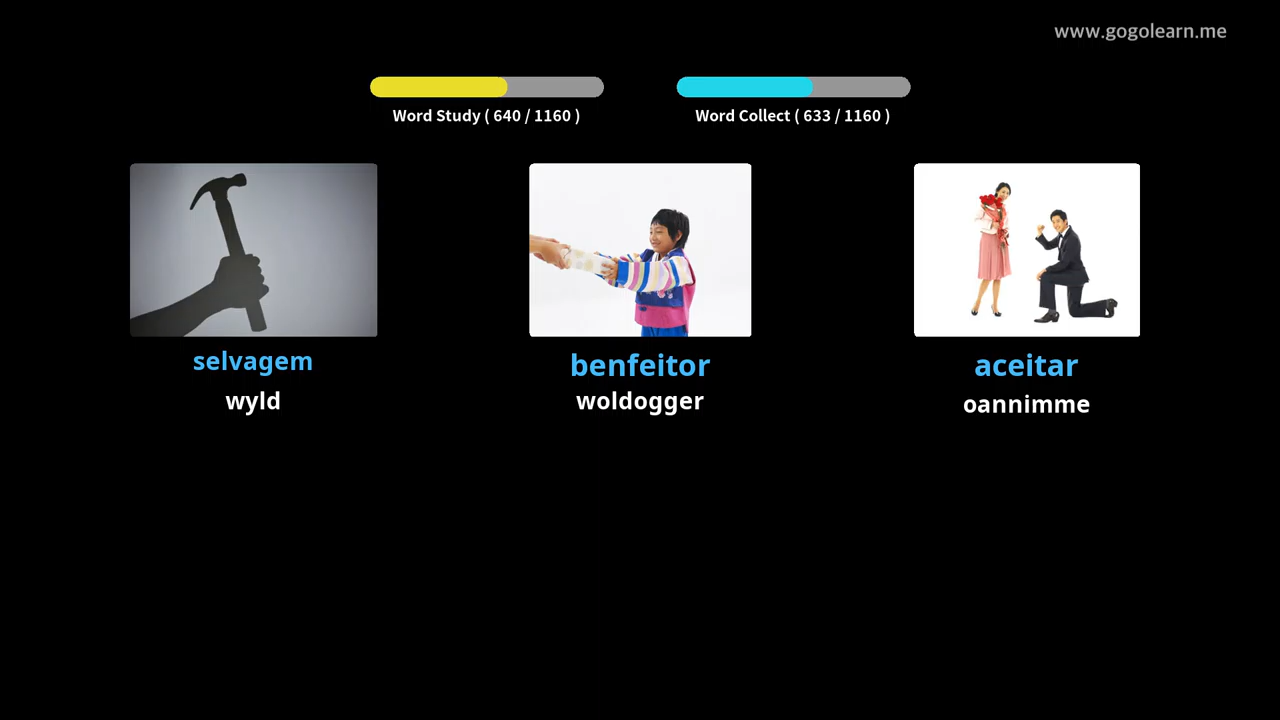 www.gogolearn.me
Word Study ( 640 / 1160 )
Word Collect ( 633 / 1160 )
selvagem
wyld
benfeitor
woldogger
aceitar
oannimme